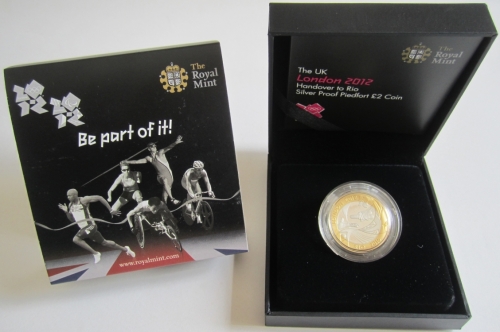 The
Royal
Mint
Be part of it!
www.royalmint.com
The
Royal
Mint
The UK
London 2012
Handover to Rio
Silver Proof Piedfort £2 Coin